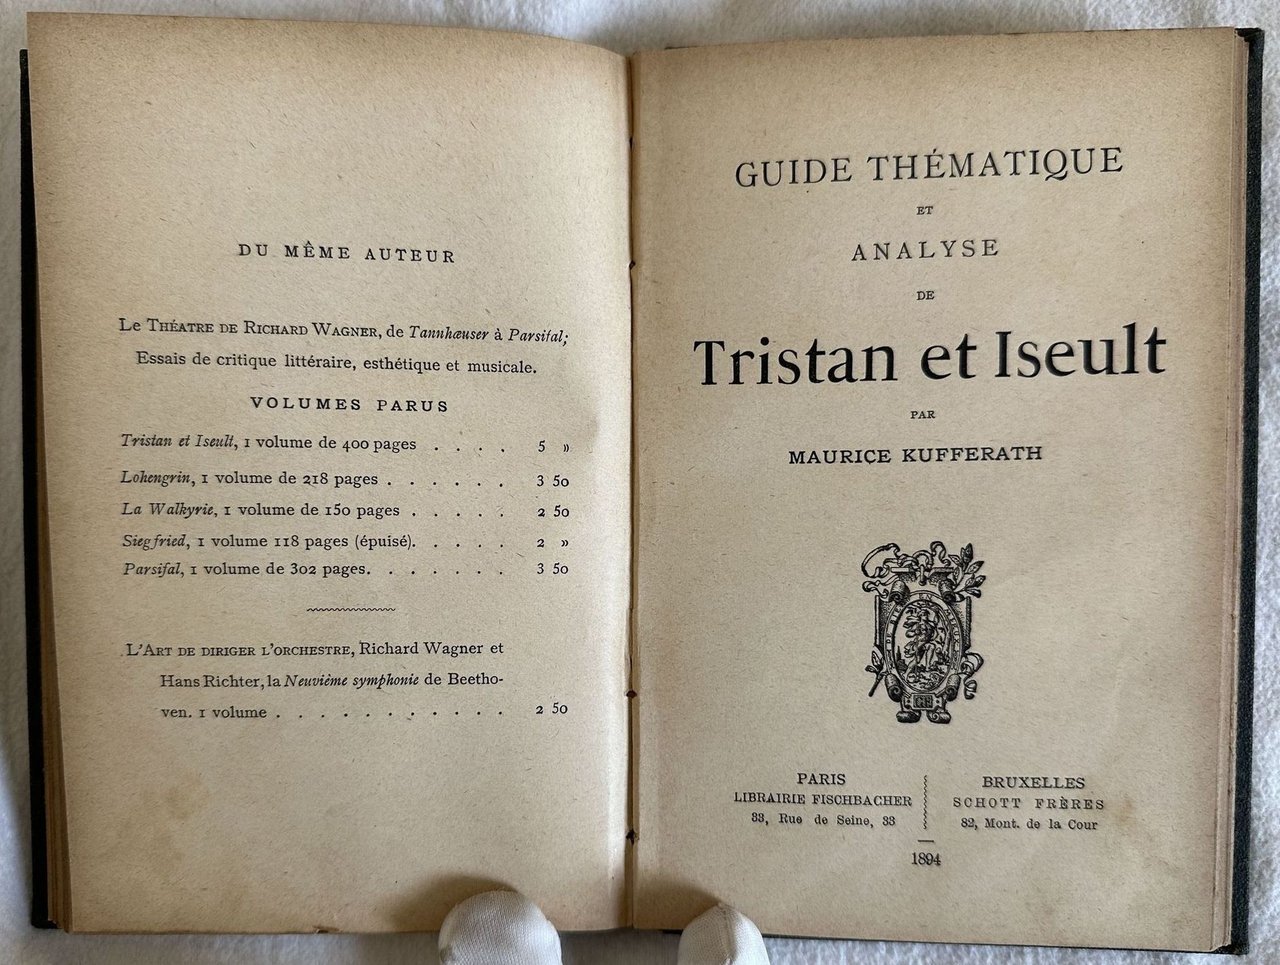 DU MÊME AUTEUR
Le THÉATRE DE RICHARD WAGNER, de Tannhæuser à Parsifal;
Essais de critique littéraire, esthétique et musicale.
VOLUMES PARUS
Tristan et Iseult, 1 volume de 400 pages . . . . 5 »
Lohengrin, 1 volume de 218 pages . . . . . . 3 50
La Walkyrie, 1 volume de 150 pages . . . . . 2 50
Siegfried, 1 volume 118 pages (épuisé). . . . . 2 »
Parsifal, 1 volume de 302 pages. . . . . . . 3 50
L'ART DE DIRIGER L'ORCHESTRE, Richard Wagner et
Hans Richter, la Neuvième symphonie de Beetho-
ven. 1 volume . . . . . . . . . . . 2 50
GUIDE THÉMATIQUE
ET
ANALYSE
DE
Tristan et Iseult
PAR
MAURICE KUFFERATH
DE BIEN EN MIEUX
PARIS
LIBRAIRIE FISCHBACHER
33, Rue de Seine, 33
BRUXELLES
SCHOTT FRÈRES
82, Mont. de la Cour
1894